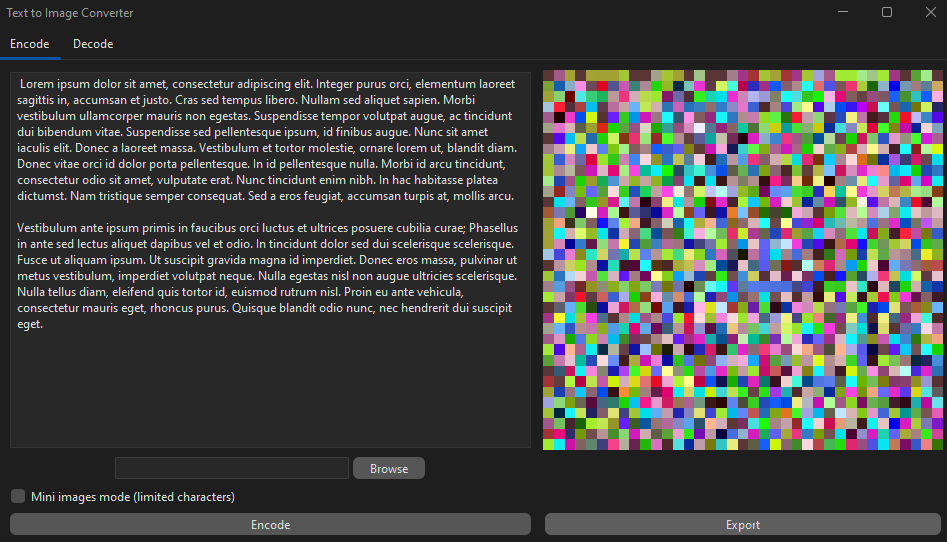 Text to Image Converter
Encode
Decode
Lorem ipsum dolor sit amet, consectetur adipiscing elit. Integer purus orci, elementum laoreet
sagittis in, accumsan et justo. Cras sed tempus libero. Nullam sed aliquet sapien. Morbi
vestibulum ullamcorper mauris non egestas. Suspendisse tempor volutpat augue, ac tincidunt
dui bibendum vitae. Suspendisse sed pellentesque ipsum, id finibus augue. Nunc sit amet
iaculis elit. Donec a laoreet massa. Vestibulum et tortor molestie, ornare lorem ut, blandit diam.
Donec vitae orci id dolor porta pellentesque. In id pellentesque nulla. Morbi id arcu tincidunt,
consectetur odio sit amet, vulputate erat. Nunc tincidunt enim nibh. In hac habitasse platea
dictumst. Nam tristique semper consequat. Sed a eros feugiat, accumsan turpis at, mollis arcu.
Vestibulum ante ipsum primis in faucibus orci luctus et ultrices posuere cubilia curae; Phasellus
in ante sed lectus aliquet dapibus vel et odio. In tincidunt dolor sed dui scelerisque scelerisque.
Fusce ut aliquam ipsum. Ut suscipit gravida magna id imperdiet. Donec eros massa, pulvinar ut
metus vestibulum, imperdiet volutpat neque. Nulla egestas nisl non augue ultricies scelerisque.
Nulla tellus diam, eleifend quis tortor id, euismod rutrum nisl. Proin eu ante vehicula,
consectetur mauris eget, rhoncus purus. Quisque blandit odio nunc, nec hendrerit dui suscipit
eget.
Browse
Mini images mode (limited characters)
Encode
Export